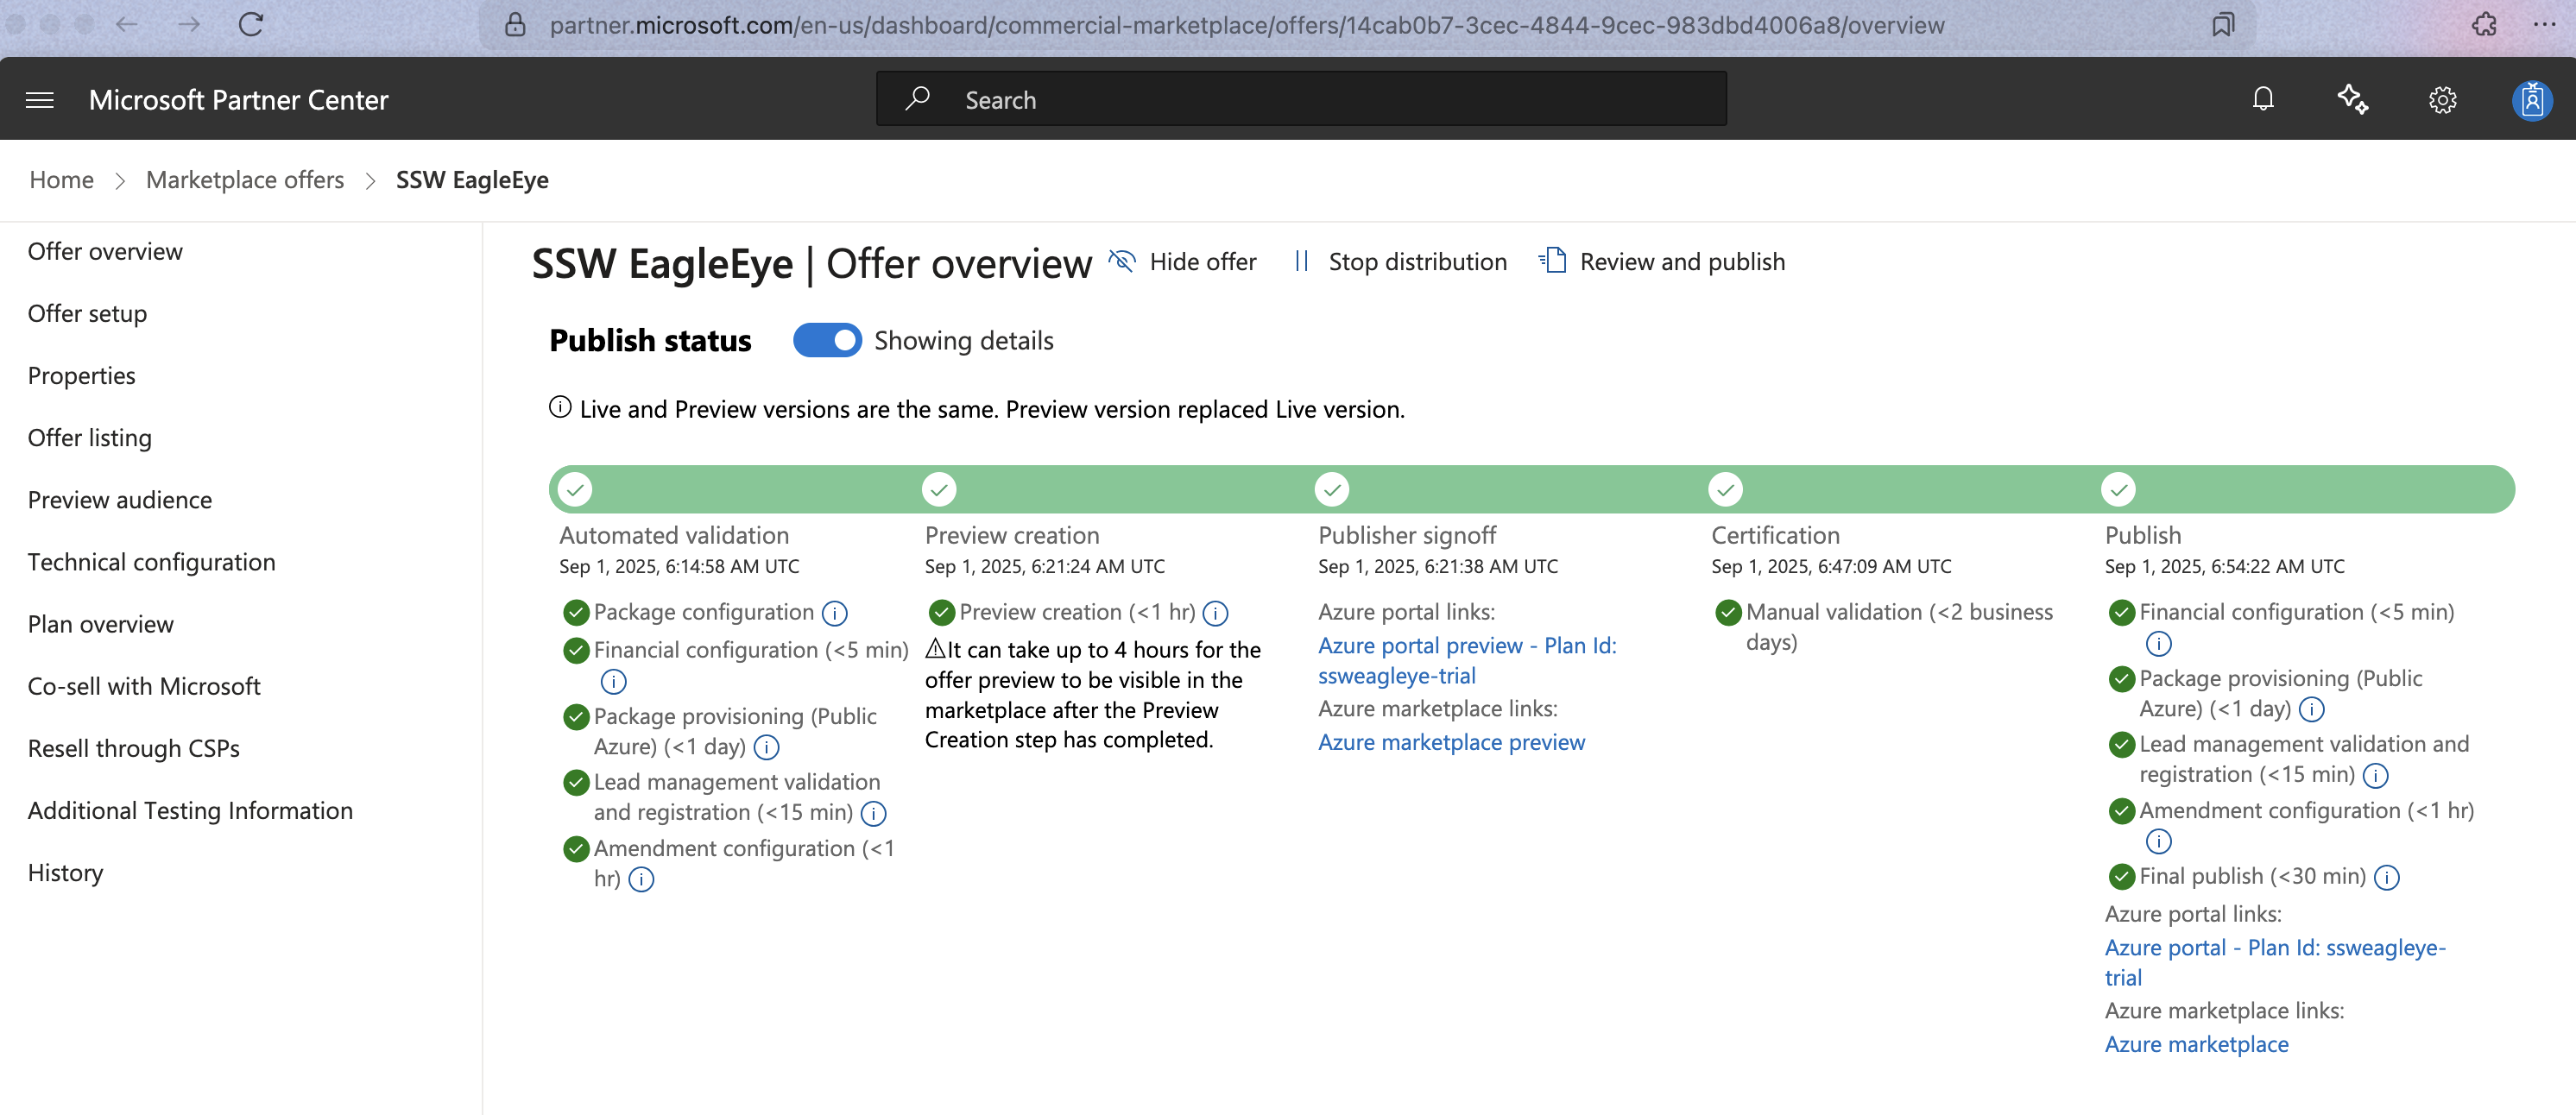 partner.microsoft.com/en-us/dashboard/commercial-marketplace/offers/14cab0b7-3cec-4844-9cec-983dbd4006a8/overview
Microsoft Partner Center
Search
Home > Marketplace offers > SSW EagleEye
Offer overview
Offer setup
Properties
Offer listing
Preview audience
Technical configuration
Plan overview
Co-sell with Microsoft
Resell through CSPs
Additional Testing Information
History
SSW EagleEye | Offer overview
Hide offer
Stop distribution
Review and publish
Publish status
Showing details
Live and Preview versions are the same. Preview version replaced Live version.
Automated validation
Sep 1, 2025, 6:14:58 AM UTC
Package configuration
Financial configuration (<5 min)
Package provisioning (Public
Azure) (<1 day)
Lead management validation
and registration (<15 min)
Amendment configuration (<1
hr)
Preview creation
Sep 1, 2025, 6:21:24 AM UTC
Preview creation (<1 hr)
It can take up to 4 hours for the
offer preview to be visible in the
marketplace after the Preview
Creation step has completed.
Publisher signoff
Sep 1, 2025, 6:21:38 AM UTC
Azure portal links:
Azure portal preview - Plan Id:
ssweagleye-trial
Azure marketplace links:
Azure marketplace preview
Certification
Sep 1, 2025, 6:47:09 AM UTC
Manual validation (<2 business
days)
Publish
Sep 1, 2025, 6:54:22 AM UTC
Financial configuration (<5 min)
Package provisioning (Public
Azure) (<1 day)
Lead management validation and
registration (<15 min)
Amendment configuration (<1 hr)
Final publish (<30 min)
Azure portal links:
Azure portal - Plan Id: ssweagleye-
trial
Azure marketplace links:
Azure marketplace